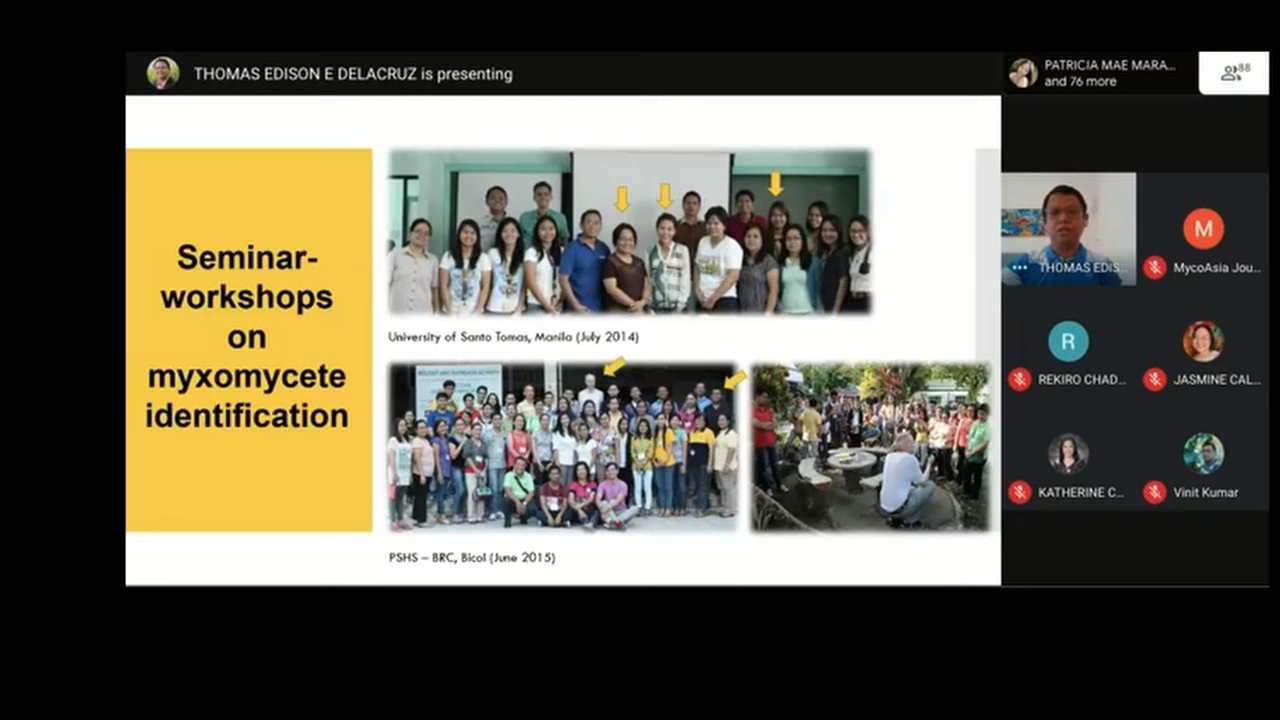 THOMAS EDISON E DELACRUZ is presenting
PATRICIA MAE MARA...
and 76 more
88
Seminar-
workshops
on
myxomycete
identification
University of Santo Tomas, Manila (July 2014)
PSHS – BRC, Bicol (June 2015)
THOMAS EDIS...
M
MycoAsia Jou...
R
REKIRO CHAD...
JASMINE CAL...
KATHERINE C...
Vinit Kumar